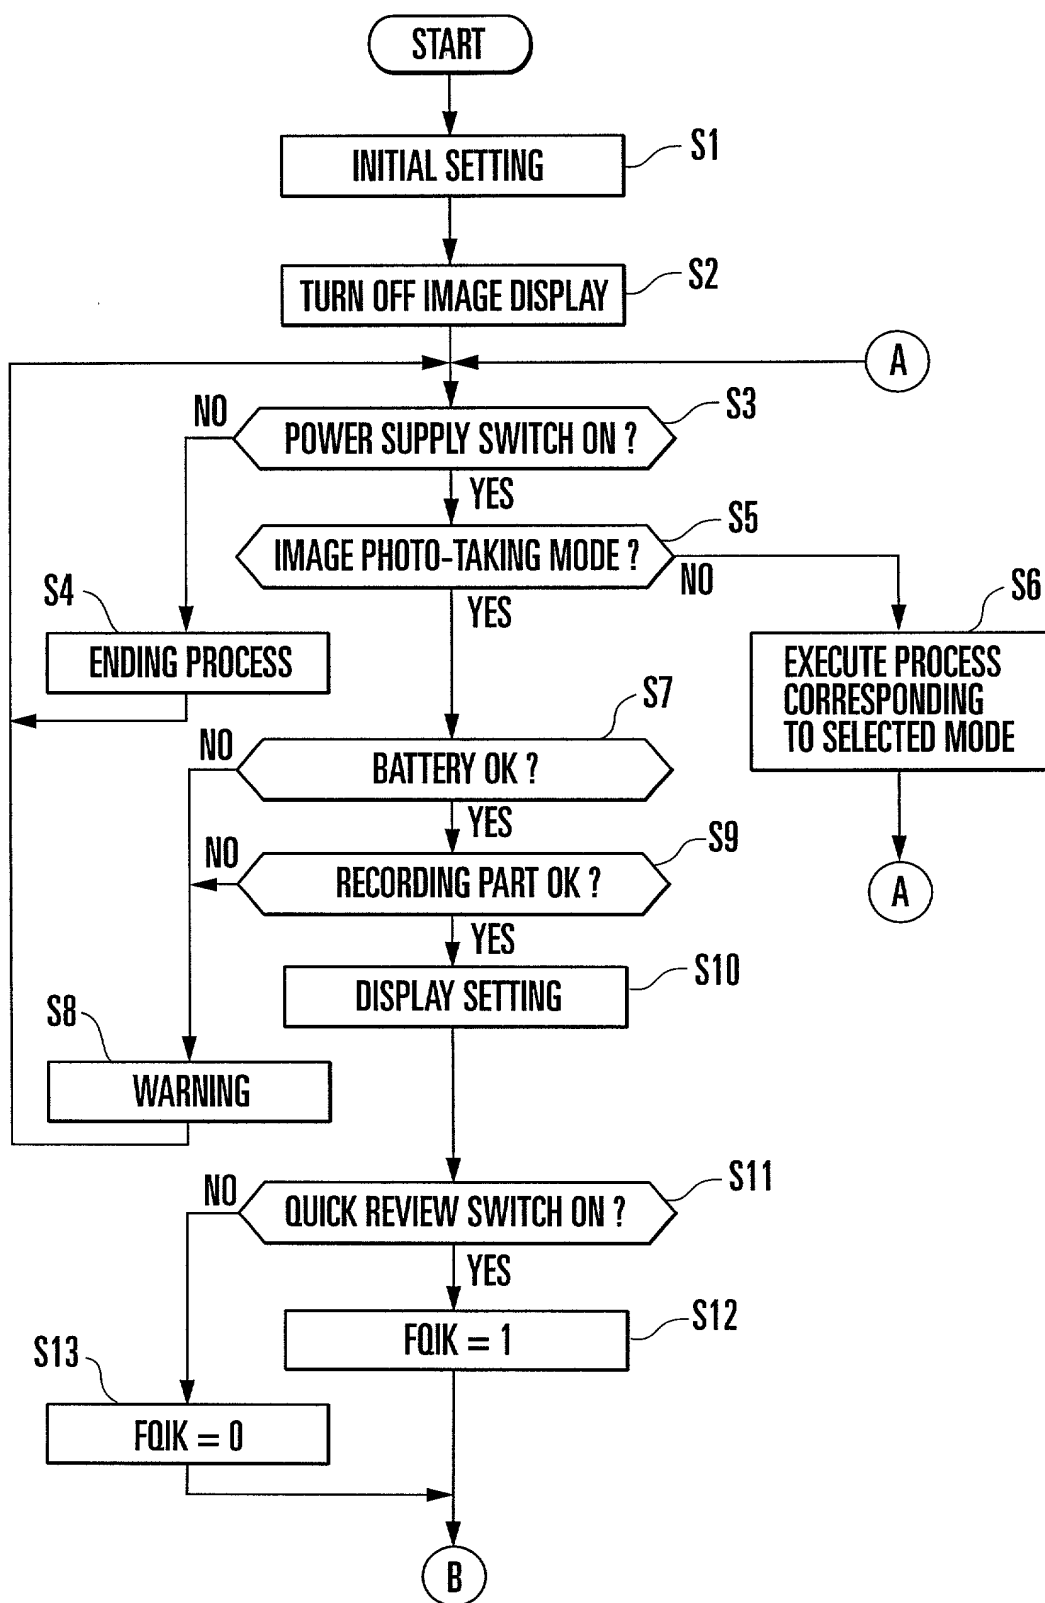 START
INITIAL SETTING
S1
TURN OFF IMAGE DISPLAY
S2
A
POWER SUPPLY SWITCH ON ?
S3
NO
YES
IMAGE PHOTO-TAKING MODE ?
S5
NO
YES
S4
ENDING PROCESS
S6
EXECUTE PROCESS
CORRESPONDING
TO SELECTED MODE
A
S7
BATTERY OK ?
NO
YES
S9
RECORDING PART OK ?
NO
YES
S10
DISPLAY SETTING
S8
WARNING
S11
QUICK REVIEW SWITCH ON ?
NO
YES
S12
FQIK = 1
S13
FQIK = 0
B